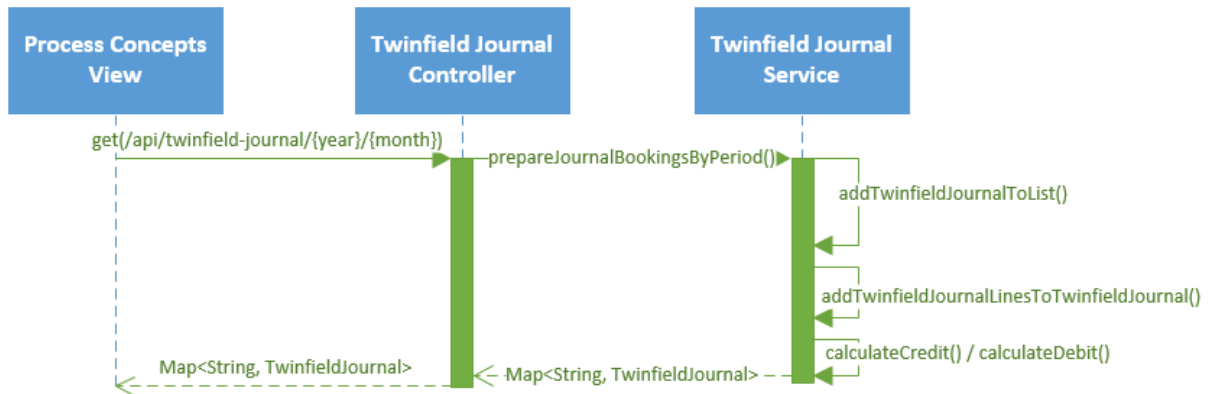 Process Concepts
View
Twinfield Journal
Controller
Twinfield Journal
Service
get(/api/twinfield-journal/{year}/{month})
prepareJournalBookingsByPeriod()
addTwinfieldJournalToList()
addTwinfieldJournalLinesToTwinfieldJournal()
calculateCredit() / calculateDebit()
Map<String, TwinfieldJournal>
Map<String, TwinfieldJournal>